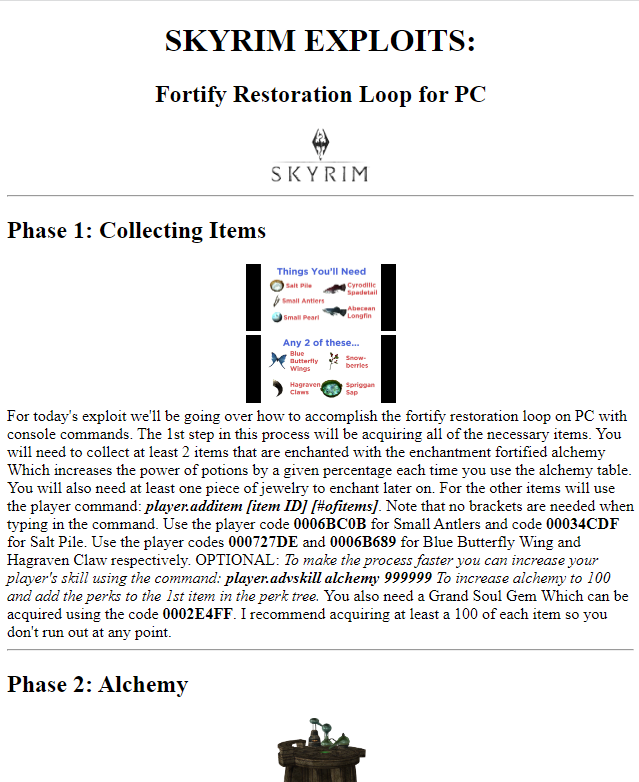 SKYRIM EXPLOITS:
Fortify Restoration Loop for PC
SKYRIM
Phase 1: Collecting Items
Things You'll Need
Salt Pile
Cyrodilic
Spadetail
Small Antlers
Abecean
Longfin
Small Pearl
Any 2 of these...
Blue
Butterfly
Wings
Snow-
berries
Hagraven
Claws
Spriggan
Sap
For today's exploit we'll be going over how to accomplish the fortify restoration loop on PC with
console commands. The 1st step in this process will be acquiring all of the necessary items. You
will need to collect at least 2 items that are enchanted with the enchantment fortified alchemy
Which increases the power of potions by a given percentage each time you use the alchemy table.
You will also need at least one piece of jewelry to enchant later on. For the other items will use
the player command: player.additem [item ID] [#ofitems]. Note that no brackets are needed when
typing in the command. Use the player code 0006BC0B for Small Antlers and code 00034CDF
for Salt Pile. Use the player codes 000727DE and 0006B689 for Blue Butterfly Wing and
Hagraven Claw respectively. OPTIONAL: To make the process faster you can increase your
player's skill using the command: player.advskill alchemy 999999 To increase alchemy to 100
and add the perks to the 1st item in the perk tree. You also need a Grand Soul Gem Which can be
acquired using the code 0002E4FF. I recommend acquiring at least a 100 of each item so you
don't run out at any point.
Phase 2: Alchemy